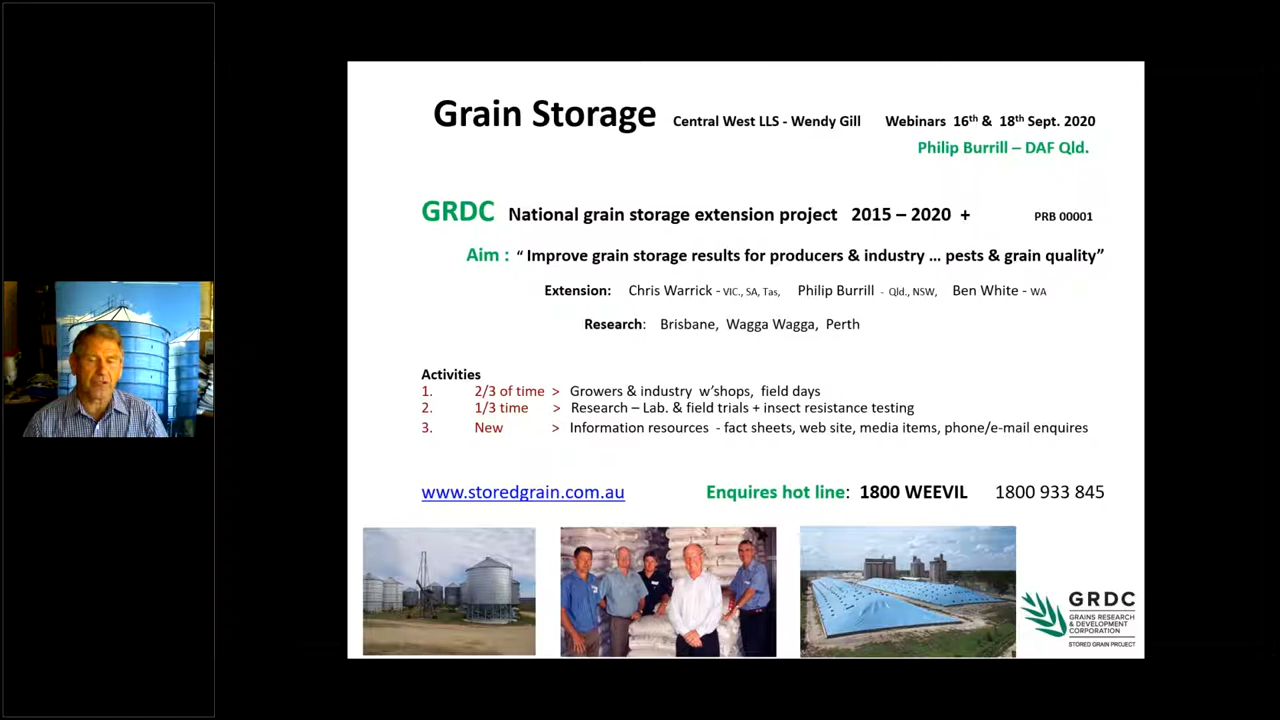 Grain Storage Central West LLS - Wendy Gill Webinars 16th & 18th Sept. 2020
Philip Burrill – DAF Qld.
GRDC National grain storage extension project 2015 – 2020 + PRB 00001
Aim : “ Improve grain storage results for producers & industry ... pests & grain quality”
Extension: Chris Warrick - VIC., SA, Tas, Philip Burrill - Qld., NSW, Ben White - WA
Research: Brisbane, Wagga Wagga, Perth
Activities
1. 2/3 of time > Growers & industry w’shops, field days
2. 1/3 time > Research – Lab. & field trials + insect resistance testing
3. New > Information resources - fact sheets, web site, media items, phone/e-mail enquires
www.storedgrain.com.au Enquires hot line: 1800 WEEVIL 1800 933 845
GRDC
GRAINS RESEARCH
& DEVELOPMENT
CORPORATION
STORED GRAIN PROJECT